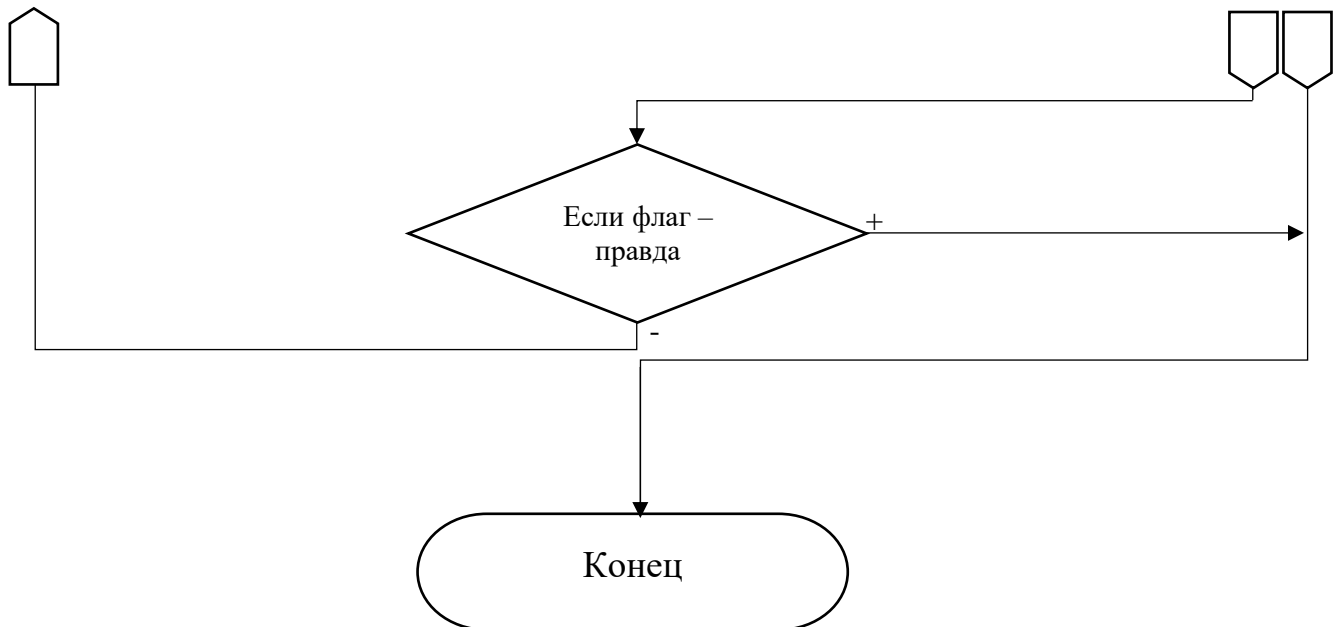 Если флаг –
правда
+
-
Конец